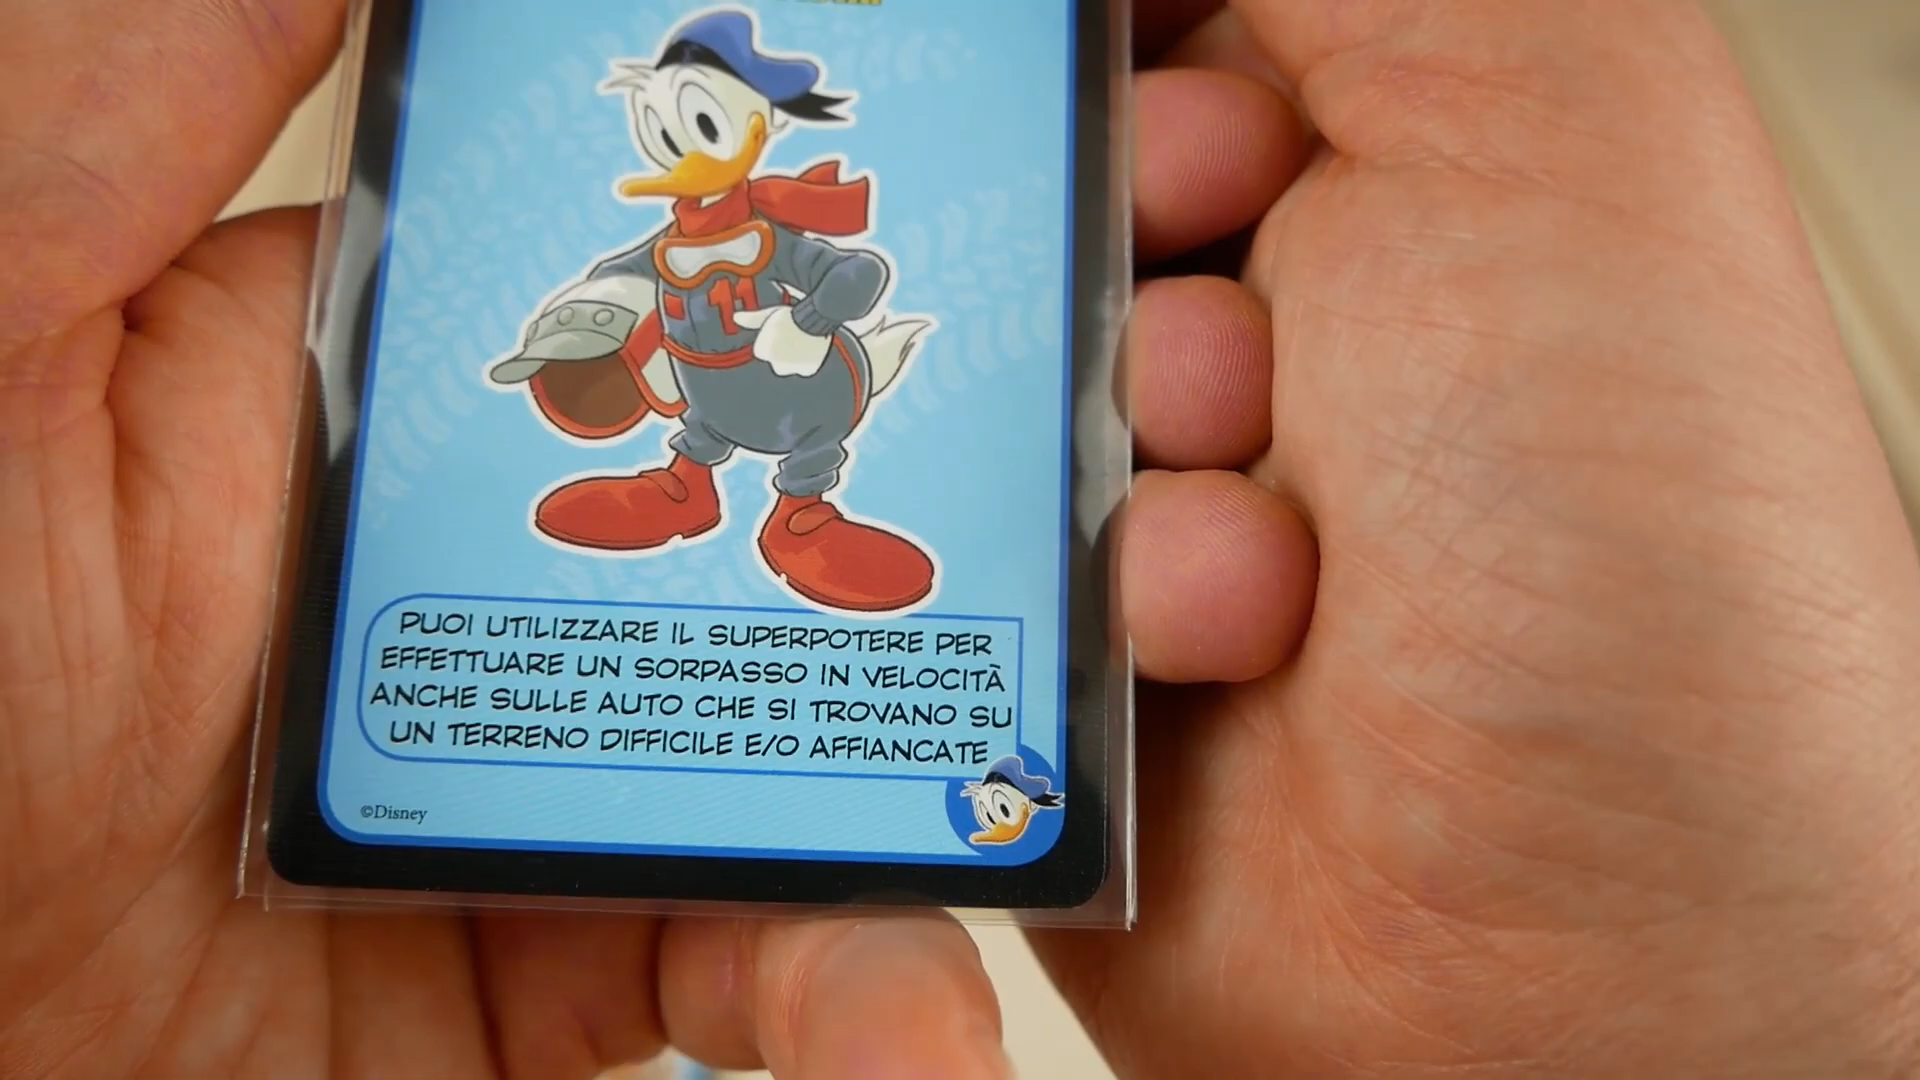 11
PUOI UTILIZZARE IL SUPERPOTERE PER
EFFETTUARE UN SORPASSO IN VELOCITÀ
ANCHE SULLE AUTO CHE SI TROVANO SU
UN TERRENO DIFFICILE E/O AFFIANCATE
©Disney